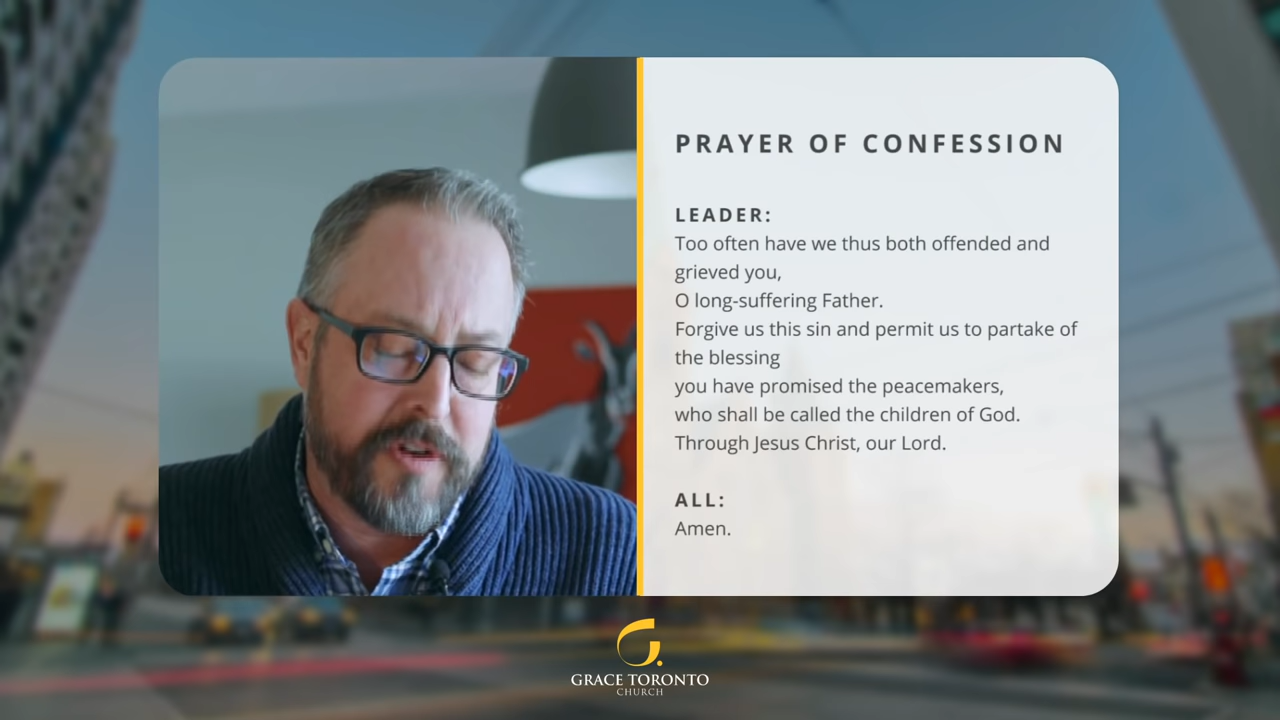 PRAYER OF CONFESSION
LEADER:
Too often have we thus both offended and
grieved you,
O long-suffering Father.
Forgive us this sin and permit us to partake of
the blessing
you have promised the peacemakers,
who shall be called the children of God.
Through Jesus Christ, our Lord.
ALL:
Amen.
GRACE TORONTO
CHURCH